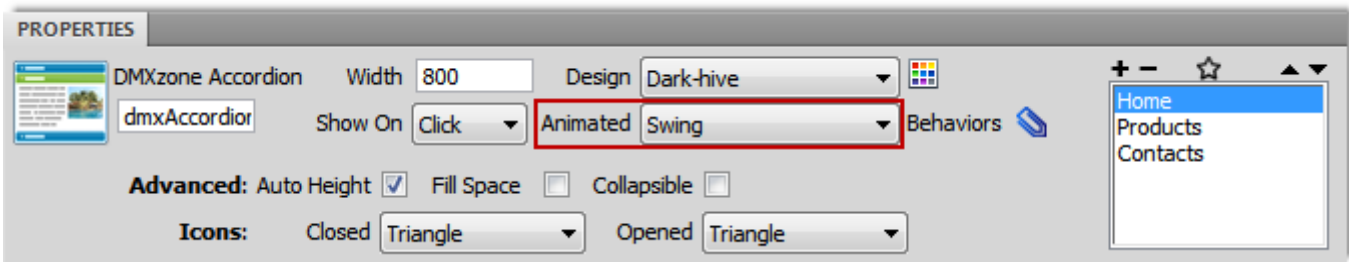 PROPERTIES
DMXzone Accordion Width 800 Design Dark-hive
dmxAccordior Show On Click Animated Swing Behaviors
Home
Products
Contacts
Advanced: Auto Height Fill Space Collapsible
Icons: Closed Triangle Opened Triangle